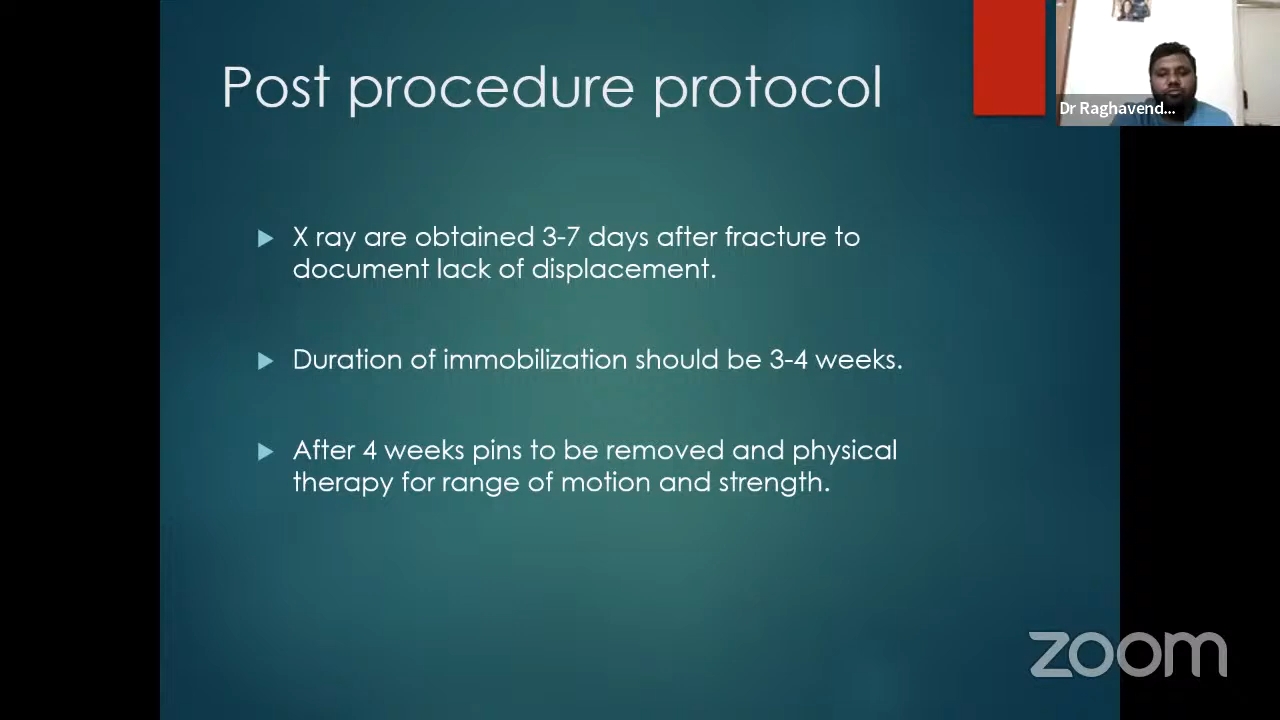 Post procedure protocol
Dr Raghavend...
X ray are obtained 3-7 days after fracture to
document lack of displacement.
Duration of immobilization should be 3-4 weeks.
After 4 weeks pins to be removed and physical
therapy for range of motion and strength.
zoom